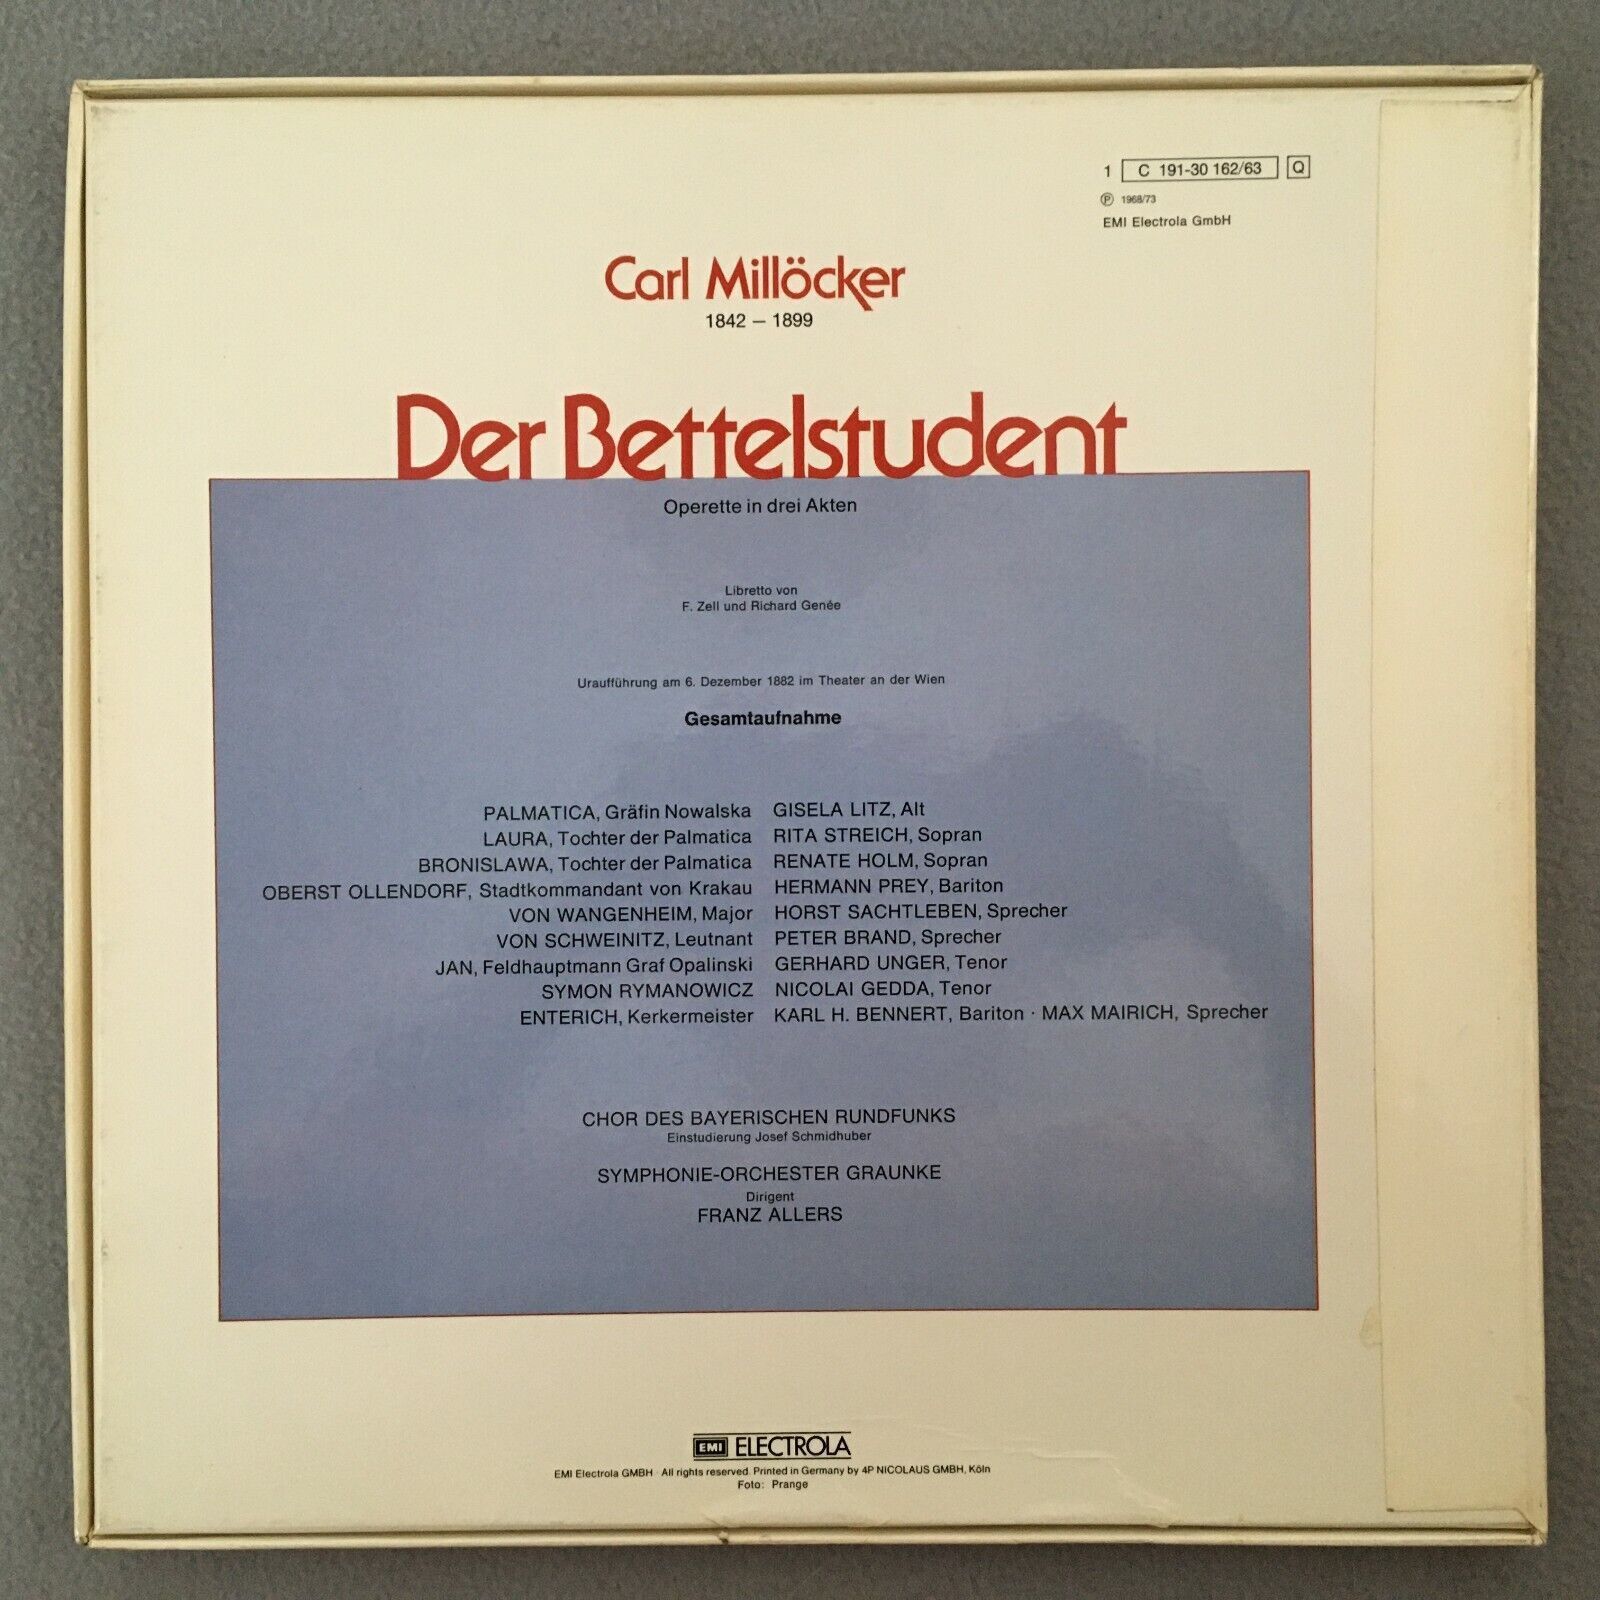 1 C 191-30 162/63 Q
℗ 1968/73
EMI Electrola GmbH
Carl Millöcker
1842 – 1899
Der Bettelstudent
Operette in drei Akten
Libretto von
F. Zell und Richard Genée
Uraufführung am 6. Dezember 1882 im Theater an der Wien
Gesamtaufnahme
PALMATICA, Gräfin Nowalska GISELA LITZ, Alt
LAURA, Tochter der Palmatica RITA STREICH, Sopran
BRONISLAWA, Tochter der Palmatica RENATE HOLM, Sopran
OBERST OLLENDORF, Stadtkommandant von Krakau HERMANN PREY, Bariton
VON WANGENHEIM, Major HORST SACHTLEBEN, Sprecher
VON SCHWEINITZ, Leutnant PETER BRAND, Sprecher
JAN, Feldhauptmann Graf Opalinski GERHARD UNGER, Tenor
SYMON RYMANOWICZ NICOLAI GEDDA, Tenor
ENTERICH, Kerkermeister KARL H. BENNERT, Bariton · MAX MAIRICH, Sprecher
CHOR DES BAYERISCHEN RUNDFUNKS
Einstudierung Josef Schmidhuber
SYMPHONIE-ORCHESTER GRAUNKE
Dirigent
FRANZ ALLERS
EMI ELECTROLA
EMI Electrola GMBH · All rights reserved. Printed in Germany by 4P NICOLAUS GMBH, Köln
Foto: Prange